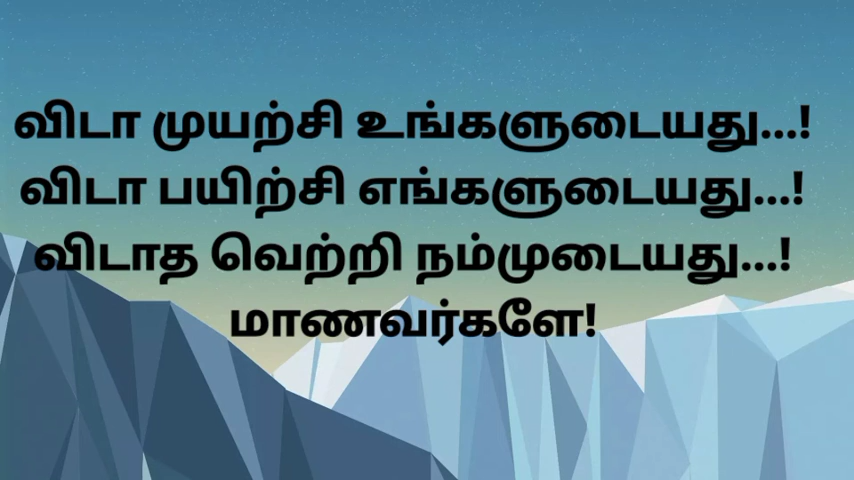 விடா முயற்சி உங்களுடையது...!
விடா பயிற்சி எங்களுடையது...!
விடாத வெற்றி நம்முடையது...!
மாணவர்களே!